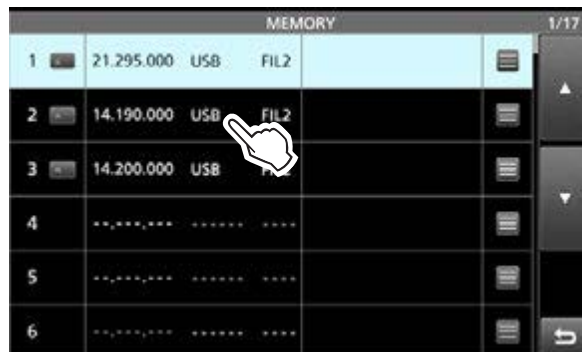 MEMORY 1/17
1 21.295.000 USB FIL2
2 14.190.000 USB FIL2
3 14.200.000 USB FIL2
4 --.---.--- ------ ----
5 --.---.--- ------ ----
6 --.---.--- ------ ----